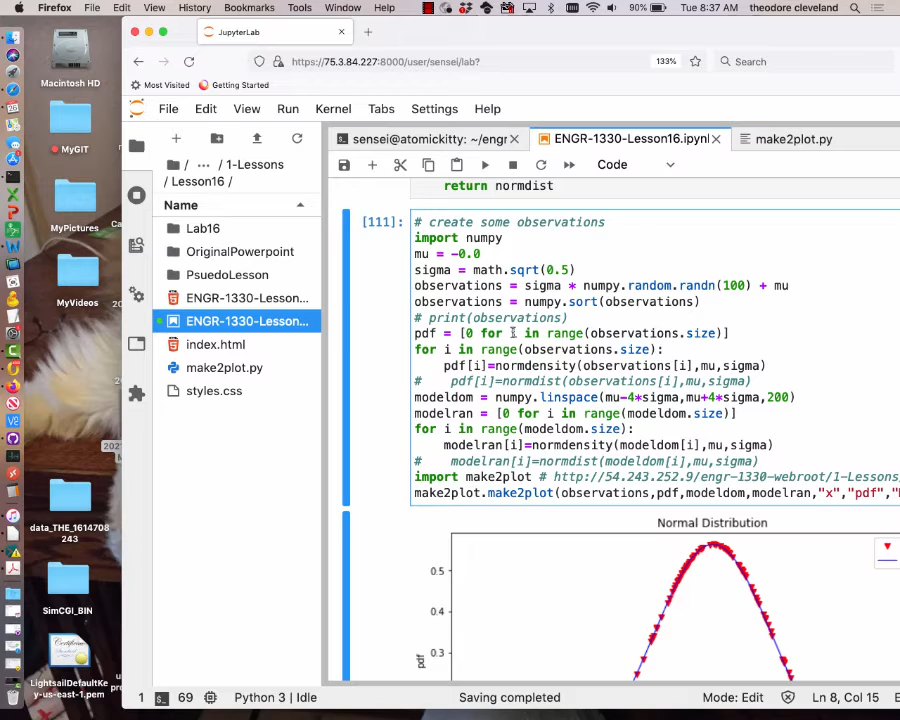 Firefox File Edit View History Bookmarks Tools Window Help 90% Tue 8:37 AM theodore cleveland
JupyterLab
https://75.3.84.227:8000/user/sensei/lab? 133% Search
Most Visited Getting Started
File Edit View Run Kernel Tabs Settings Help
sensei@atomickitty: ~/engr
ENGR-1330-Lesson16.ipynl
make2plot.py
Code
/ ... / 1-Lessons
/ Lesson16 /
Name
Lab16
OriginalPowerpoint
PsuedoLesson
ENGR-1330-Lesson...
ENGR-1330-Lesson...
index.html
make2plot.py
styles.css
return normdist
[111]:
# create some observations
import numpy
mu = -0.0
sigma = math.sqrt(0.5)
observations = sigma * numpy.random.randn(100) + mu
observations = numpy.sort(observations)
# print(observations)
pdf = [0 for i in range(observations.size)]
for i in range(observations.size):
pdf[i]=normdensity(observations[i],mu,sigma)
# pdf[i]=normdist(observations[i],mu,sigma)
modeldom = numpy.linspace(mu-4*sigma,mu+4*sigma,200)
modelran = [0 for i in range(modeldom.size)]
for i in range(modeldom.size):
modelran[i]=normdensity(modeldom[i],mu,sigma)
# modelran[i]=normdist(modeldom[i],mu,sigma)
import make2plot # http://54.243.252.9/engr-1330-webroot/1-Lessons
make2plot.make2plot(observations,pdf,modeldom,modelran,"x","pdf","
Normal Distribution
0.5
0.4
0.3
pdf
1 69 Python 3 | Idle Saving completed Mode: Edit Ln 8, Col 15
Macintosh HD
MyGIT
MyPictures
MyVideos
data_THE_1614708
243
SimCGI_BIN
LightsailDefaultKe
y-us-east-1.pem